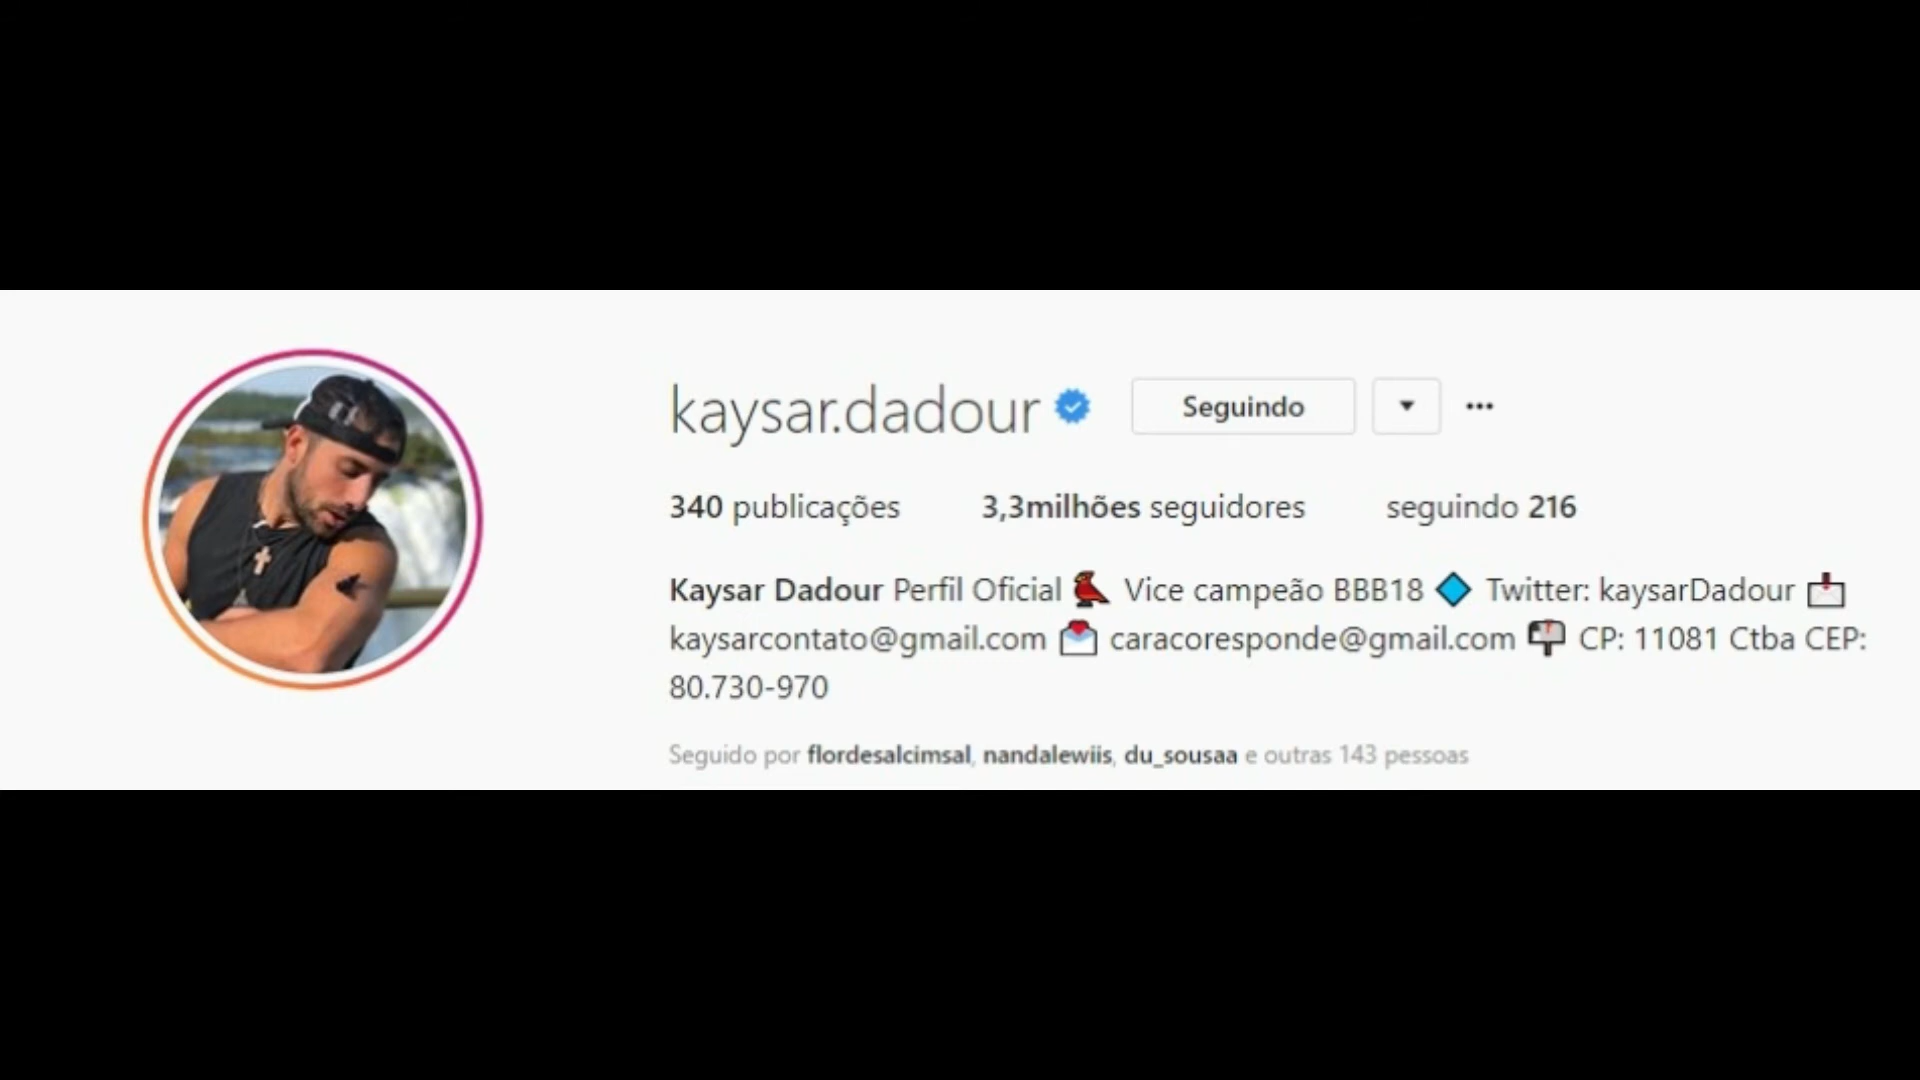 kaysar.dadour Seguindo
340 publicações 3,3milhões seguidores seguindo 216
Kaysar Dadour Perfil Oficial Vice campeão BBB18 Twitter: kaysarDadour
kaysarcontato@gmail.com caracoresponde@gmail.com CP: 11081 Ctba CEP:
80.730-970
Seguido por flordesalcimsal, nandalewiis, du_sousaa e outras 143 pessoas